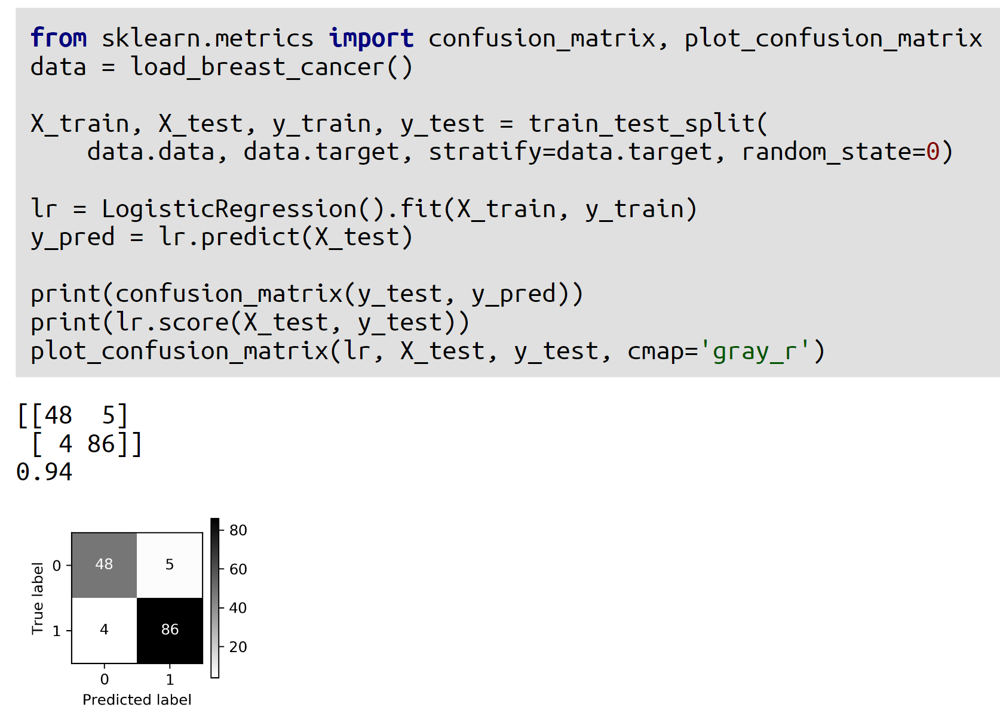 from sklearn.metrics import confusion_matrix, plot_confusion_matrix
data = load_breast_cancer()

X_train, X_test, y_train, y_test = train_test_split(
    data.data, data.target, stratify=data.target, random_state=0)

lr = LogisticRegression().fit(X_train, y_train)
y_pred = lr.predict(X_test)

print(confusion_matrix(y_test, y_pred))
print(lr.score(X_test, y_test))
plot_confusion_matrix(lr, X_test, y_test, cmap='gray_r')
[[48  5]
 [ 4 86]]
0.94
True label
0
1
48 5
4 86
0 1
Predicted label
80
60
40
20